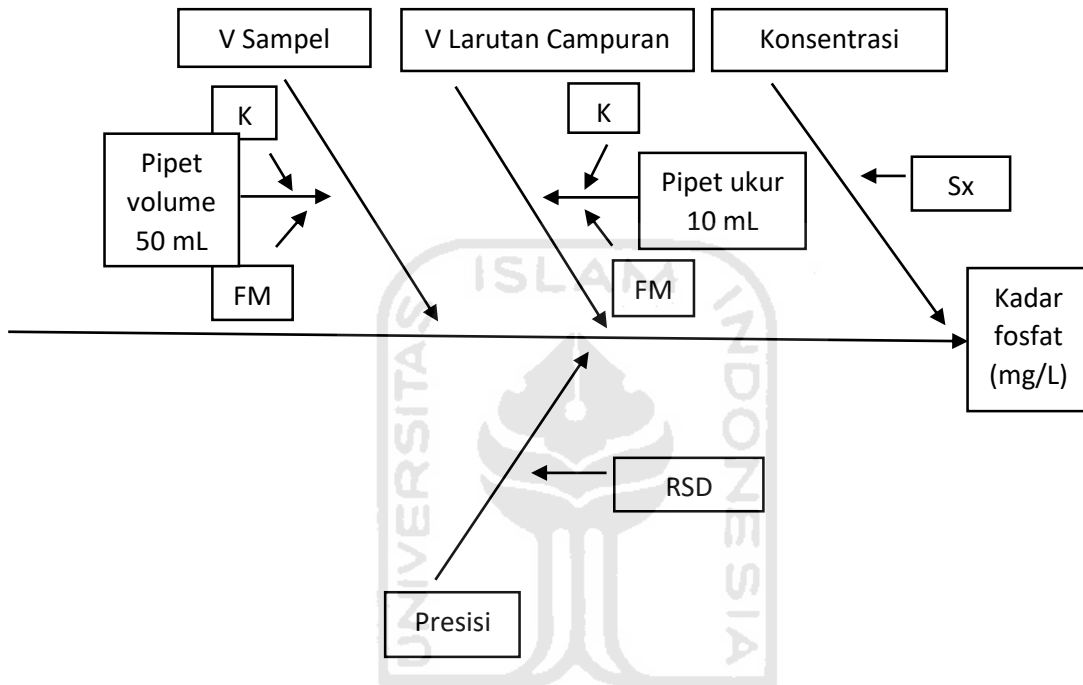 V Sampel
V Larutan Campuran
Konsentrasi
K
Pipet
volume
50 mL
FM
K
Pipet ukur
10 mL
FM
Sx
Kadar
fosfat
(mg/L)
RSD
Presisi
UNIVERSITAS
ISLAM
INDONESIA